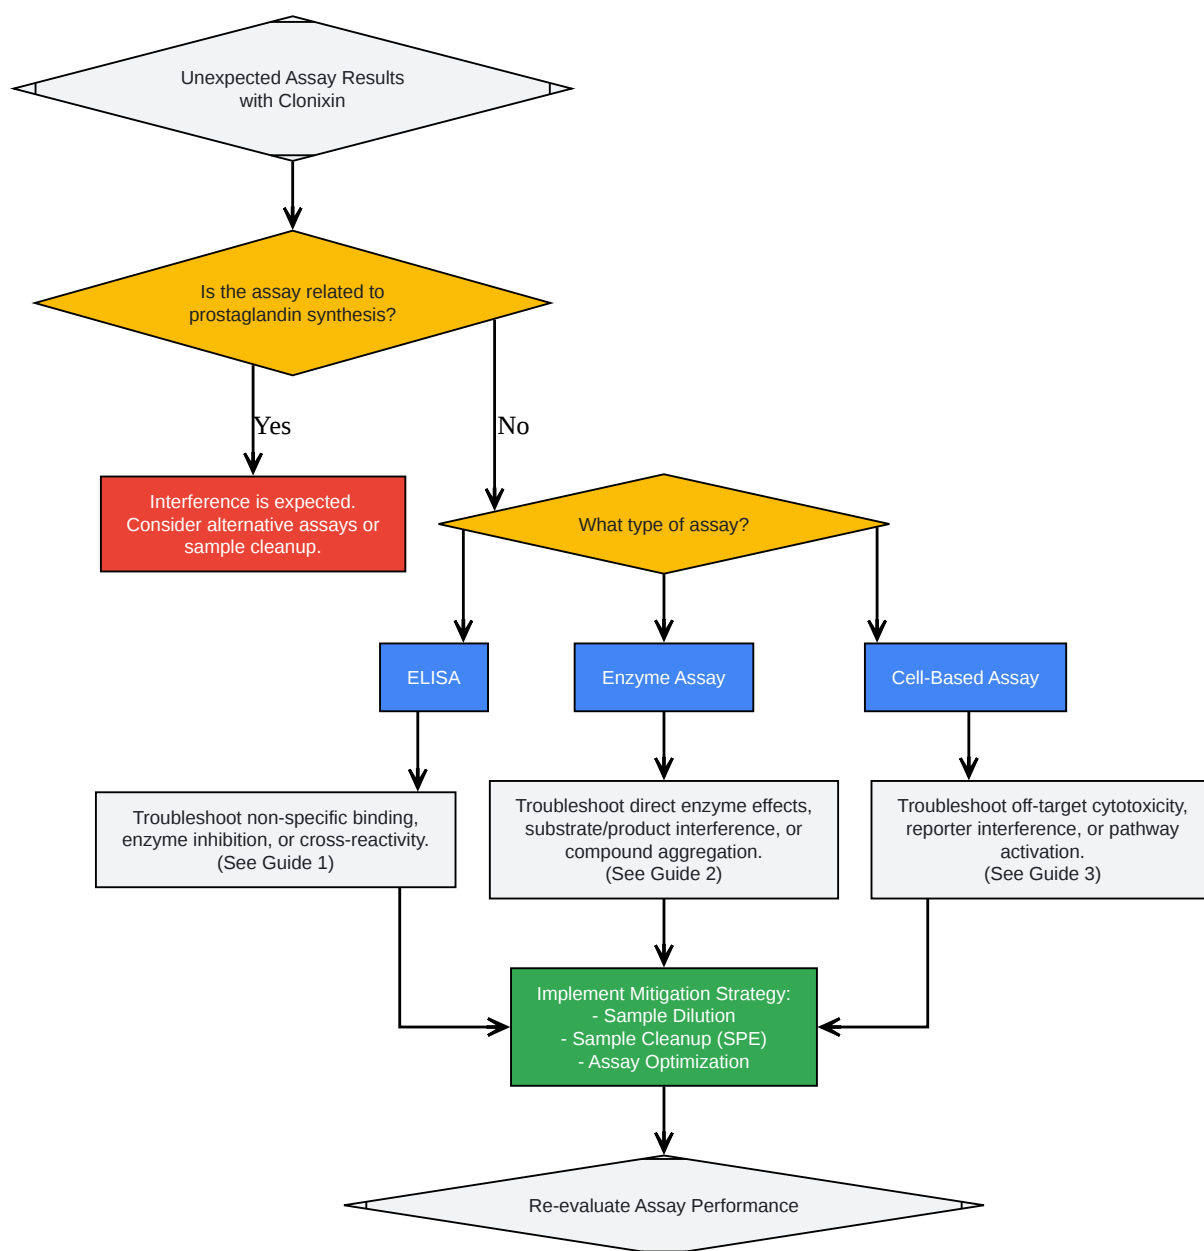 Unexpected Assay Results
with Clonixin
Is the assay related to
prostaglandin synthesis?
Yes
No
Interference is expected.
Consider alternative assays or
sample cleanup.
What type of assay?
ELISA
Enzyme Assay
Cell-Based Assay
Troubleshoot non-specific binding,
enzyme inhibition, or cross-reactivity.
(See Guide 1)
Troubleshoot direct enzyme effects,
substrate/product interference, or
compound aggregation.
(See Guide 2)
Troubleshoot off-target cytotoxicity,
reporter interference, or pathway
activation.
(See Guide 3)
Implement Mitigation Strategy:
- Sample Dilution
- Sample Cleanup (SPE)
- Assay Optimization
Re-evaluate Assay Performance